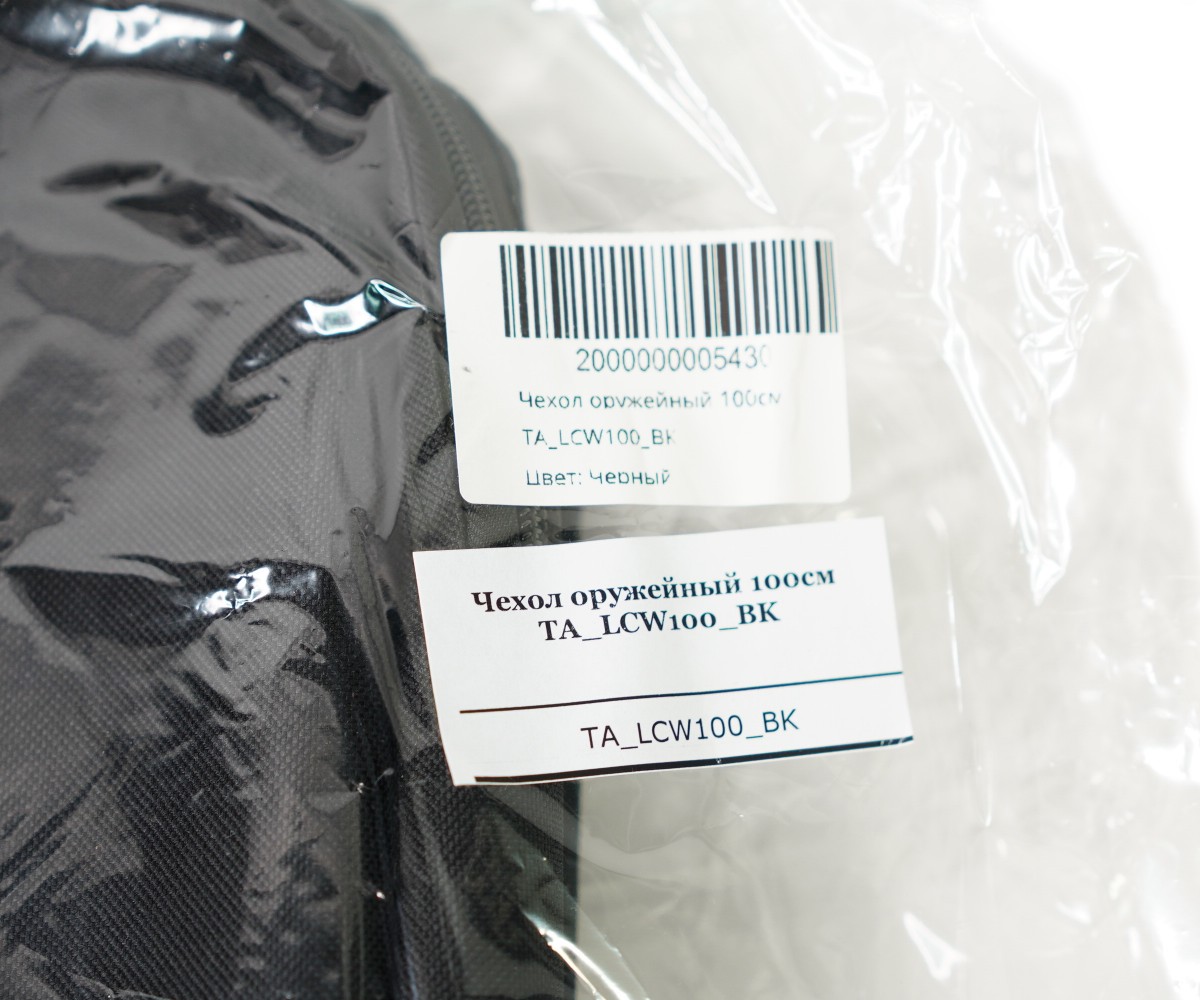 2000000005430
Чехол оружейный 100см
TA_LCW100_BK
Цвет: Черный
Чехол оружейный 100см
TA_LCW100_BK
TA_LCW100_BK